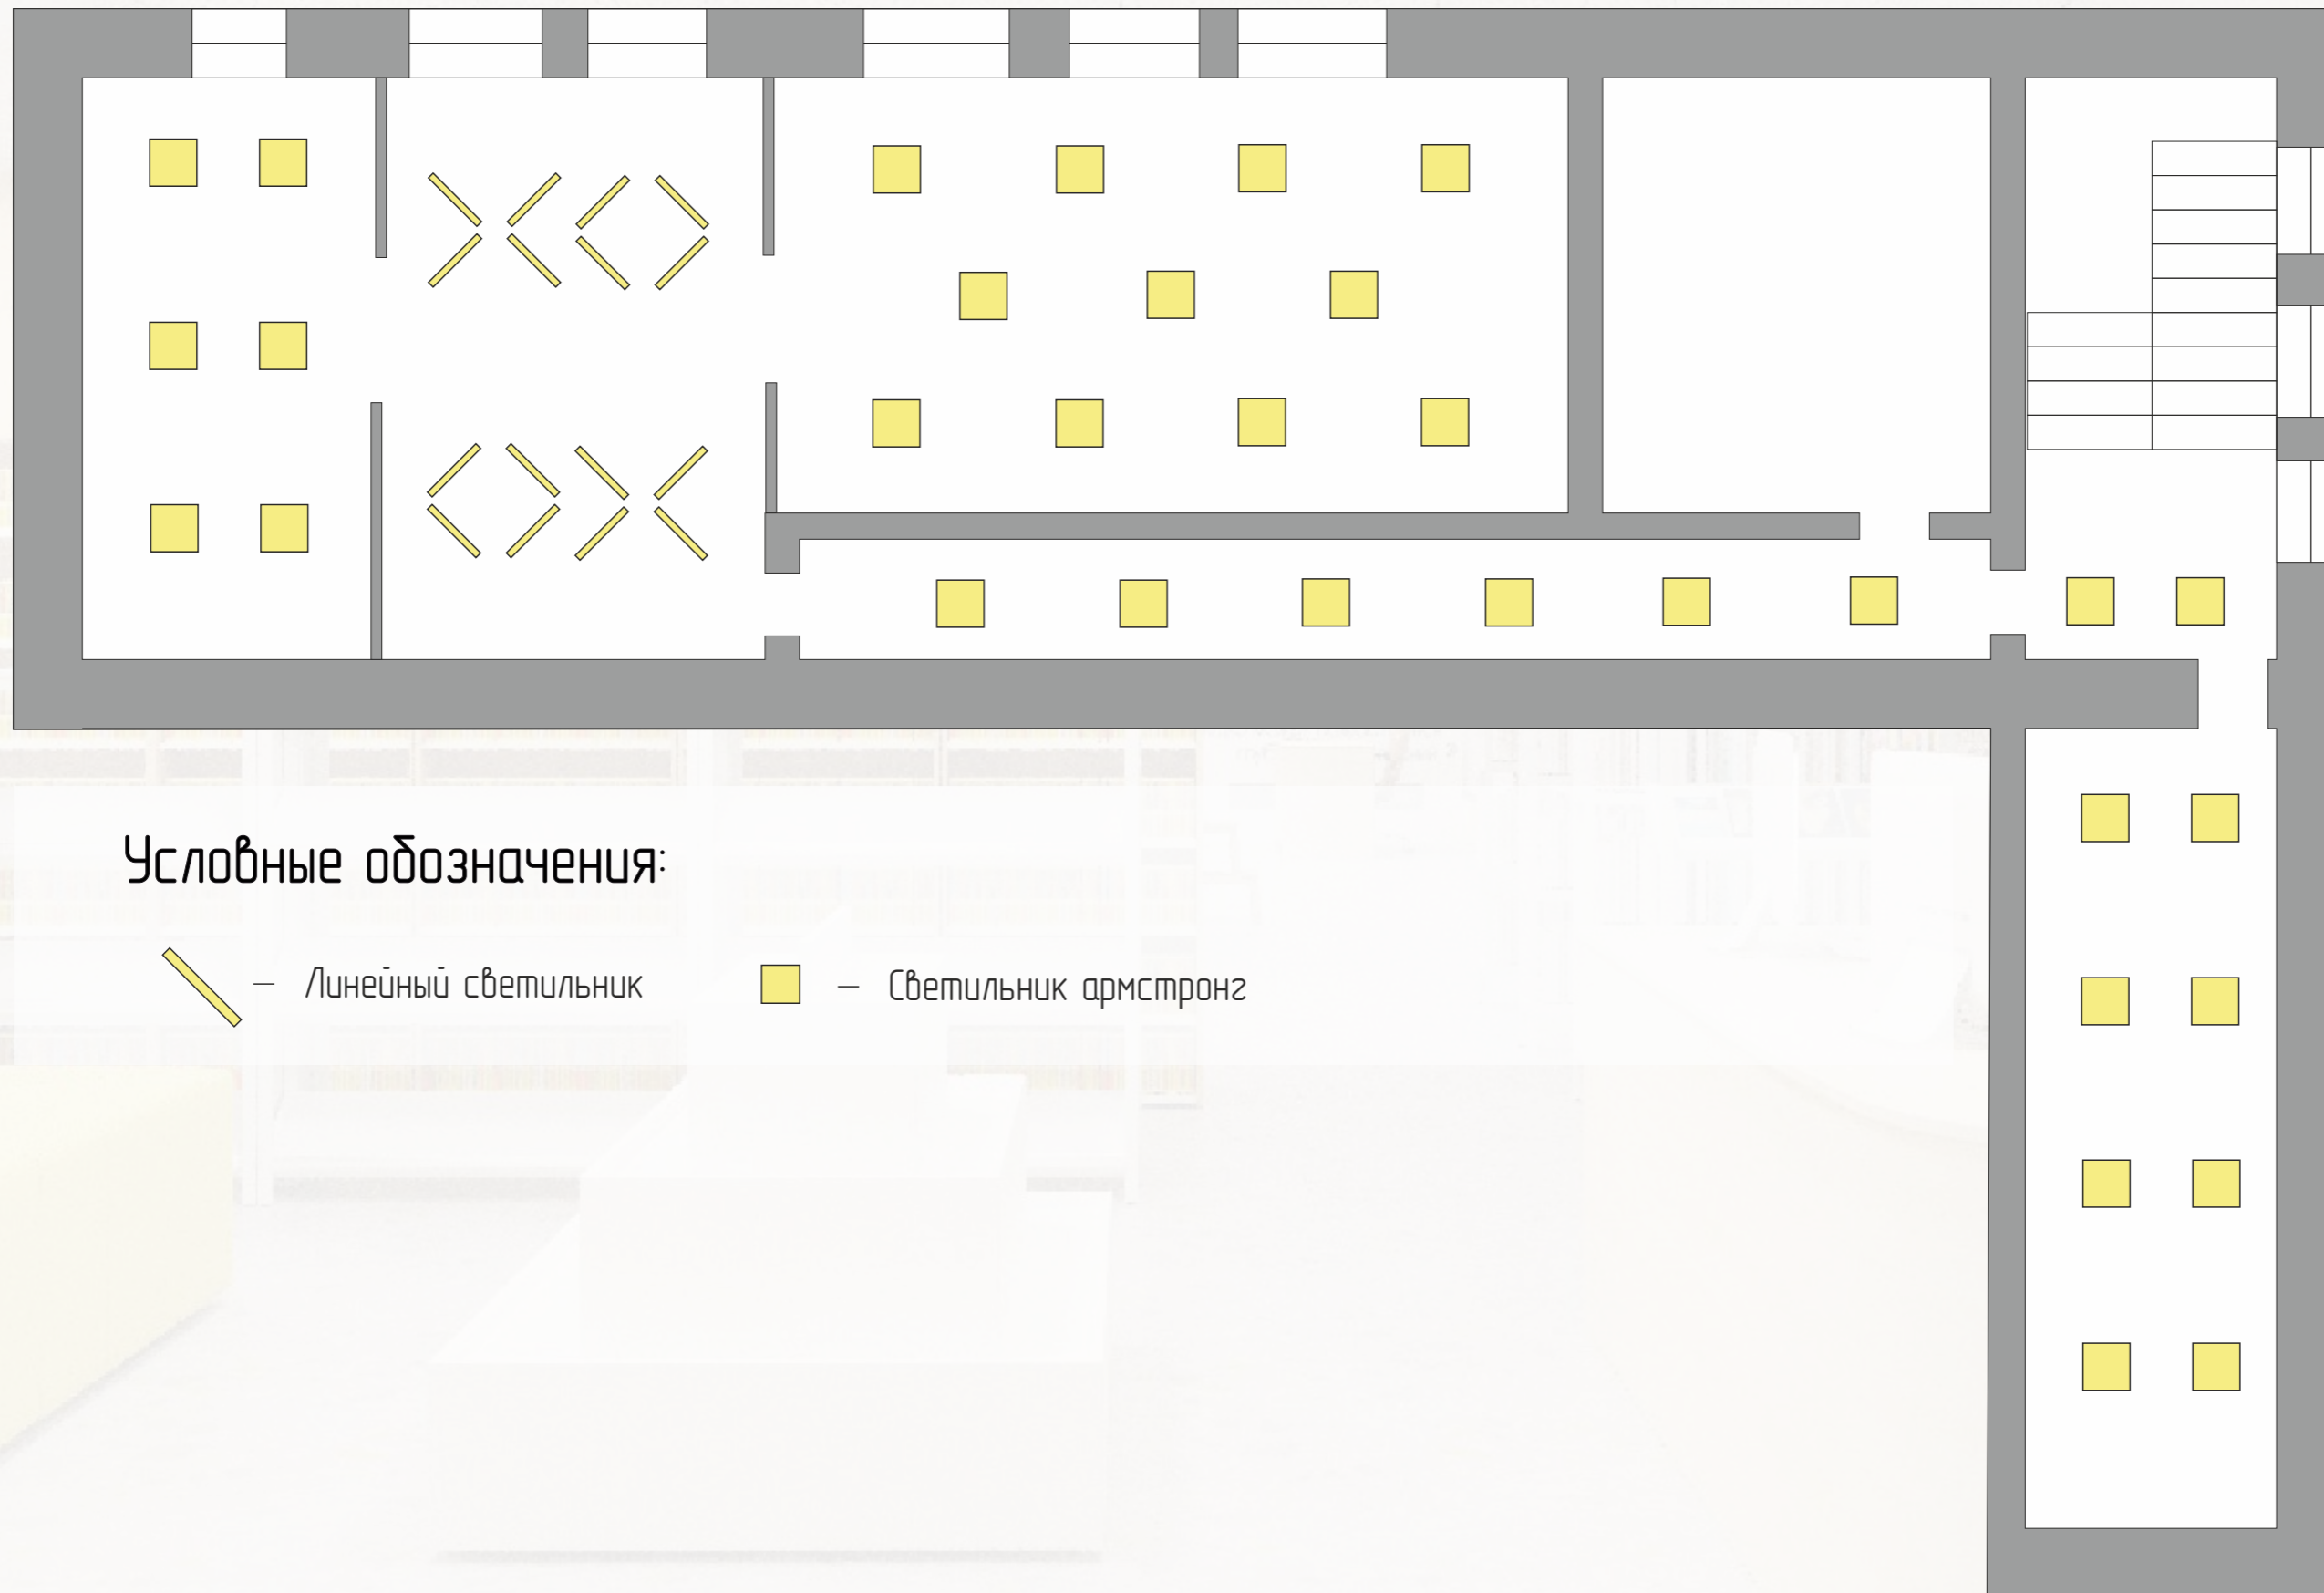 Условные обозначения:
— Линейный светильник
— Светильник армстронг